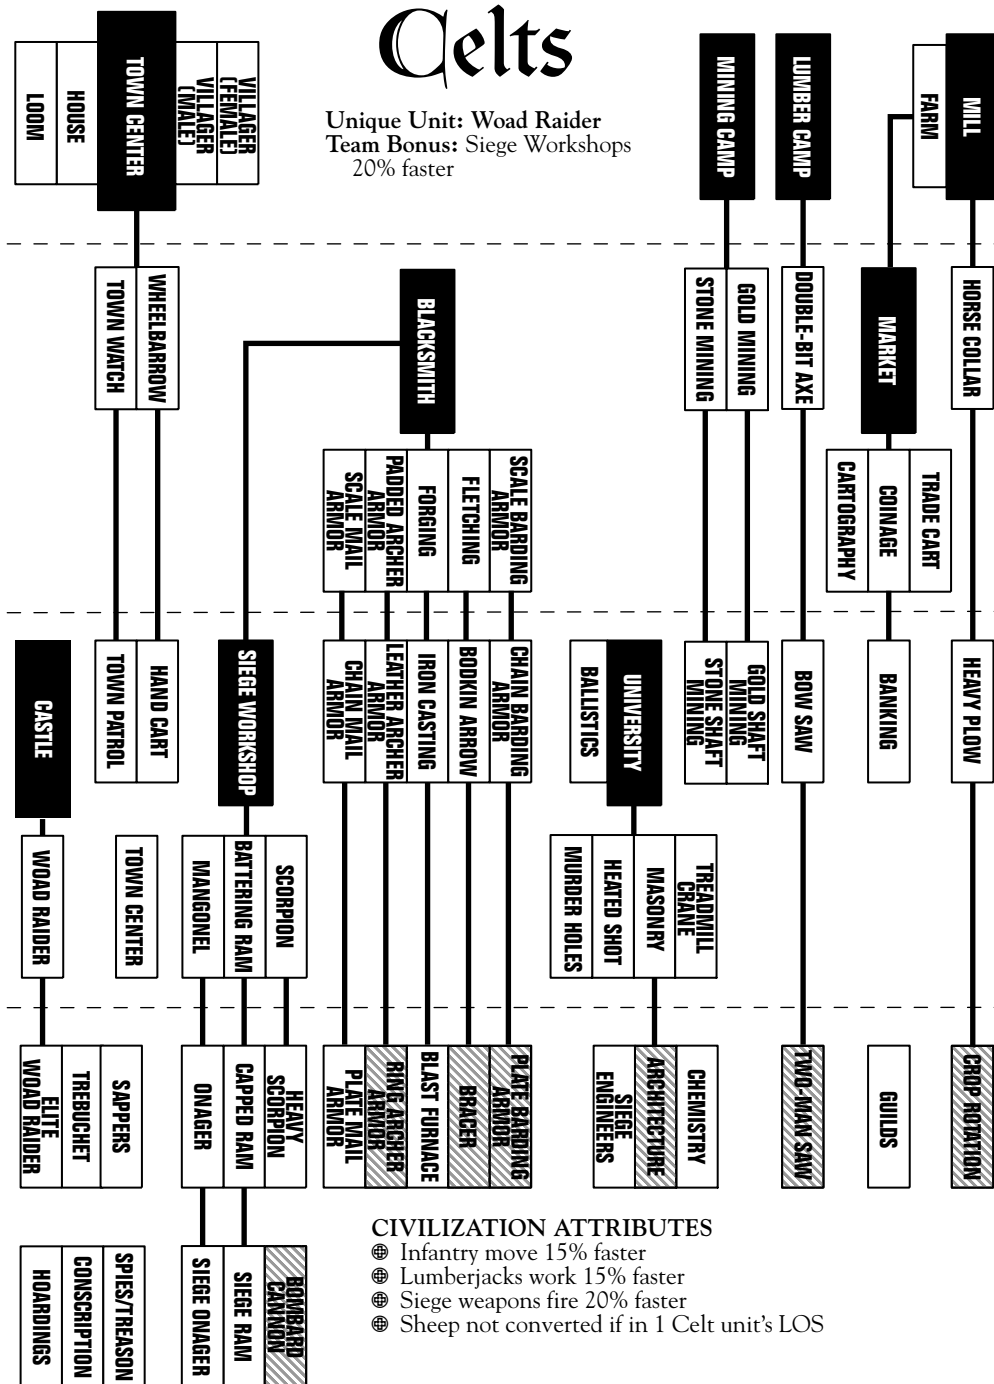 Celts
Unique Unit: Woad Raider
Team Bonus: Siege Workshops
20% faster
LOOM
HOUSE
TOWN CENTER
VILLAGER
(MALE)
VILLAGER
(FEMALE)
MINING CAMP
LUMBER CAMP
FARM
MILL
TOWN WATCH
WHEELBARROW
BLACKSMITH
STONE MINING
GOLD MINING
DOUBLE-BIT AXE
MARKET
HORSE COLLAR
SCALE MAIL
ARMOR
PADDED ARCHER
ARMOR
FORGING
FLETCHING
SCALE BARDING
ARMOR
CARTOGRAPHY
COINAGE
TRADE CART
CASTLE
TOWN PATROL
HAND CART
SIEGE WORKSHOP
CHAIN MAIL
ARMOR
LEATHER ARCHER
ARMOR
IRON CASTING
BODKIN ARROW
CHAIN BARDING
ARMOR
BALLISTICS
UNIVERSITY
STONE SHAFT
MINING
GOLD SHAFT
MINING
BOW SAW
BANKING
HEAVY PLOW
WOAD RAIDER
TOWN CENTER
MANGONEL
BATTERING RAM
SCORPION
MURDER HOLES
HEATED SHOT
MASONRY
TREADMILL
CRANE
ELITE
WOAD RAIDER
TREBUCHET
SAPPERS
ONAGER
CAPPED RAM
HEAVY
SCORPION
PLATE MAIL
ARMOR
RING ARCHER
ARMOR
BLAST FURNACE
BRACER
PLATE BARDING
ARMOR
SIEGE
ENGINEERS
ARCHITECTURE
CHEMISTRY
TWO-MAN SAW
GUILDS
CROP ROTATION
HOARDINGS
CONSCRIPTION
SPIES/TREASON
SIEGE ONAGER
SIEGE RAM
BOMBARD
CANNON
CIVILIZATION ATTRIBUTES
Infantry move 15% faster
Lumberjacks work 15% faster
Siege weapons fire 20% faster
Sheep not converted if in 1 Celt unit's LOS